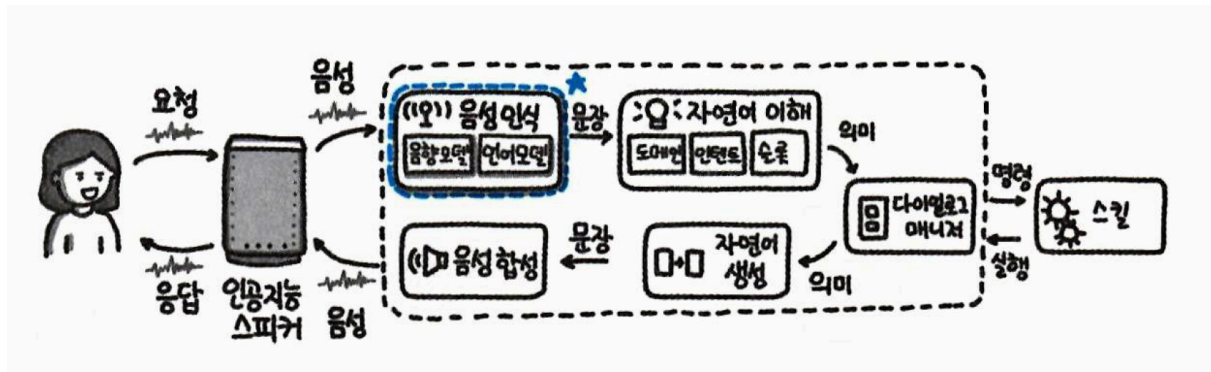 요청
음성
음성 인식
음향모델 언어모델
문장
자연어 이해
도메인 인텐트 슬롯
의미
다이얼로그
매니저
명령
스킬
실행
의미
자연어
생성
문장
음성 합성
음성
인공지능
스피커
응답